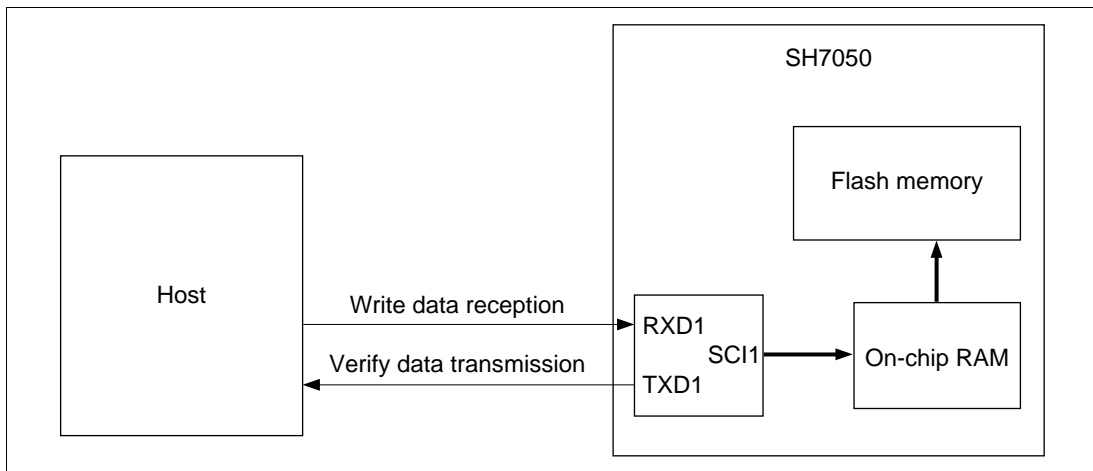 SH7050
Flash memory
Host
Write data reception
RXD1
SCI1
On-chip RAM
Verify data transmission
TXD1